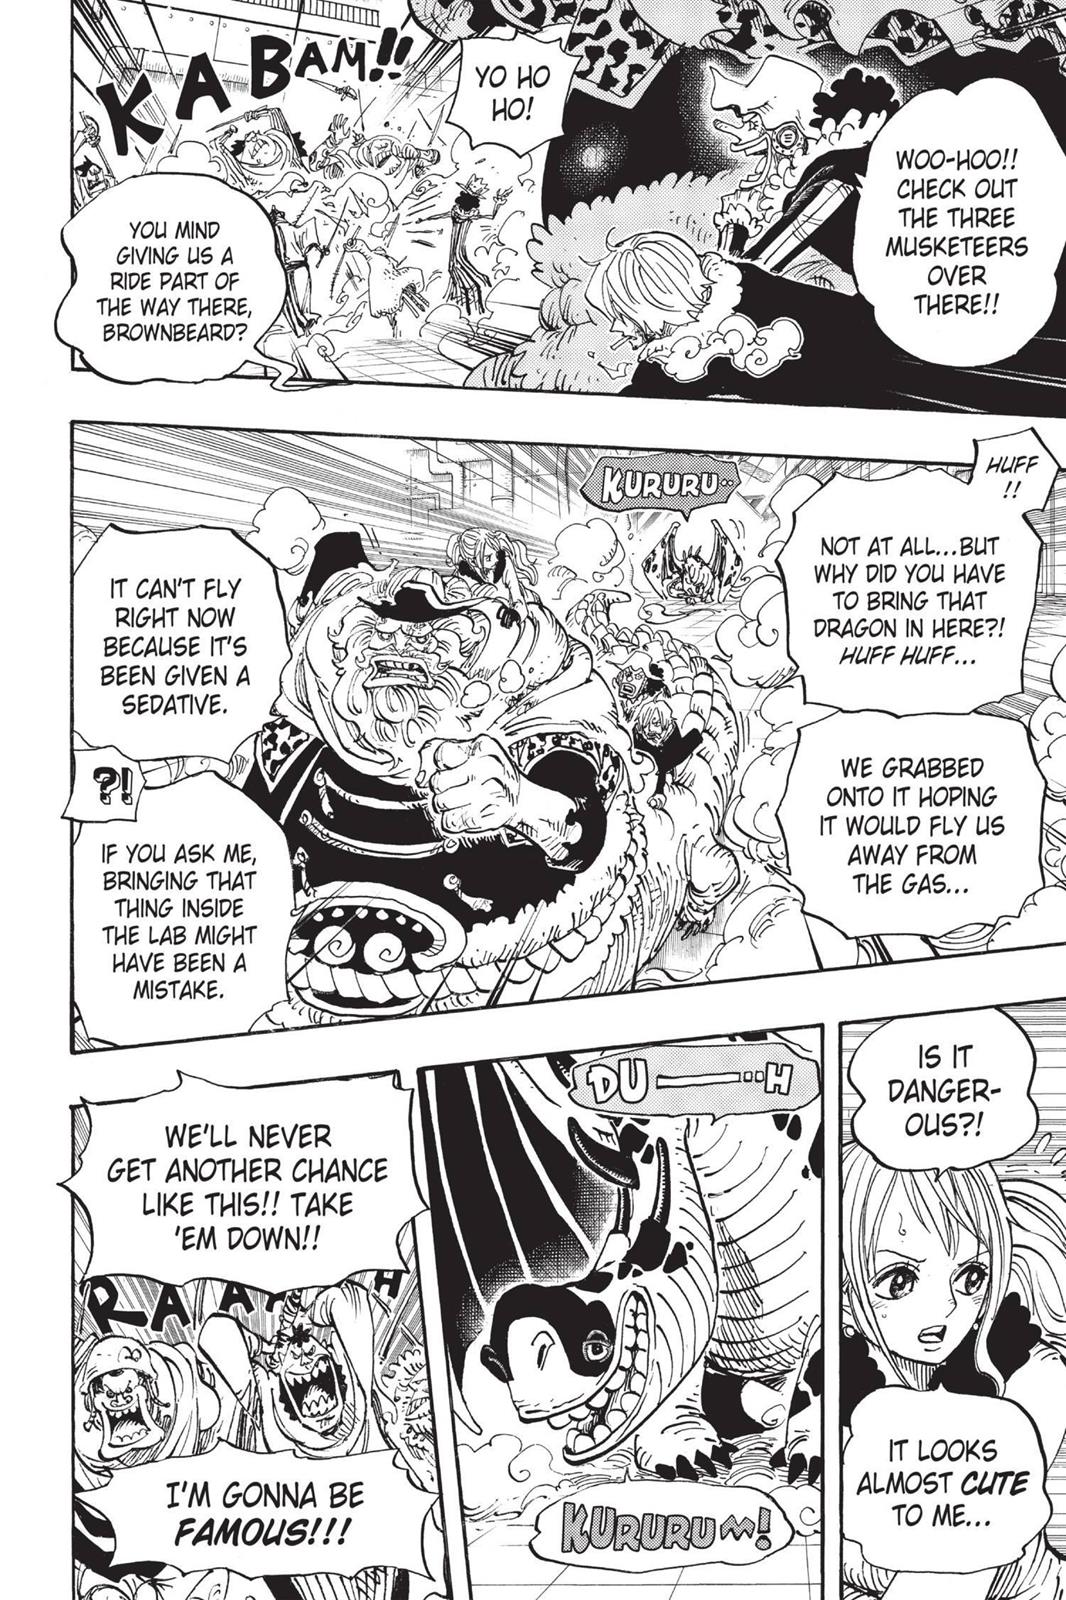 WOO-HOO!!
CHECK OUT
THE THREE
MUSKETEERS
OVER
THERE!!
YO HO
HO!
KABAM!!
YOU MIND
GIVING US A
RIDE PART OF
THE WAY THERE,
BROWNBEARD?
HUFF
!!
NOT AT ALL...BUT
WHY DID YOU HAVE
TO BRING THAT
DRAGON IN HERE?!
HUFF HUFF...
KURURU..
WE GRABBED
ONTO IT HOPING
IT WOULD FLY US
AWAY FROM
THE GAS...
IT CAN'T FLY
RIGHT NOW
BECAUSE IT'S
BEEN GIVEN A
SEDATIVE.
?!
IF YOU ASK ME,
BRINGING THAT
THING INSIDE
THE LAB MIGHT
HAVE BEEN A
MISTAKE.
IS IT
DANGER-
OUS?!
IT LOOKS
ALMOST CUTE
TO ME...
DU——..H
KURURU!
WE'LL NEVER
GET ANOTHER CHANCE
LIKE THIS!! TAKE
'EM DOWN!!
RAAAH
I'M GONNA BE
FAMOUS!!!